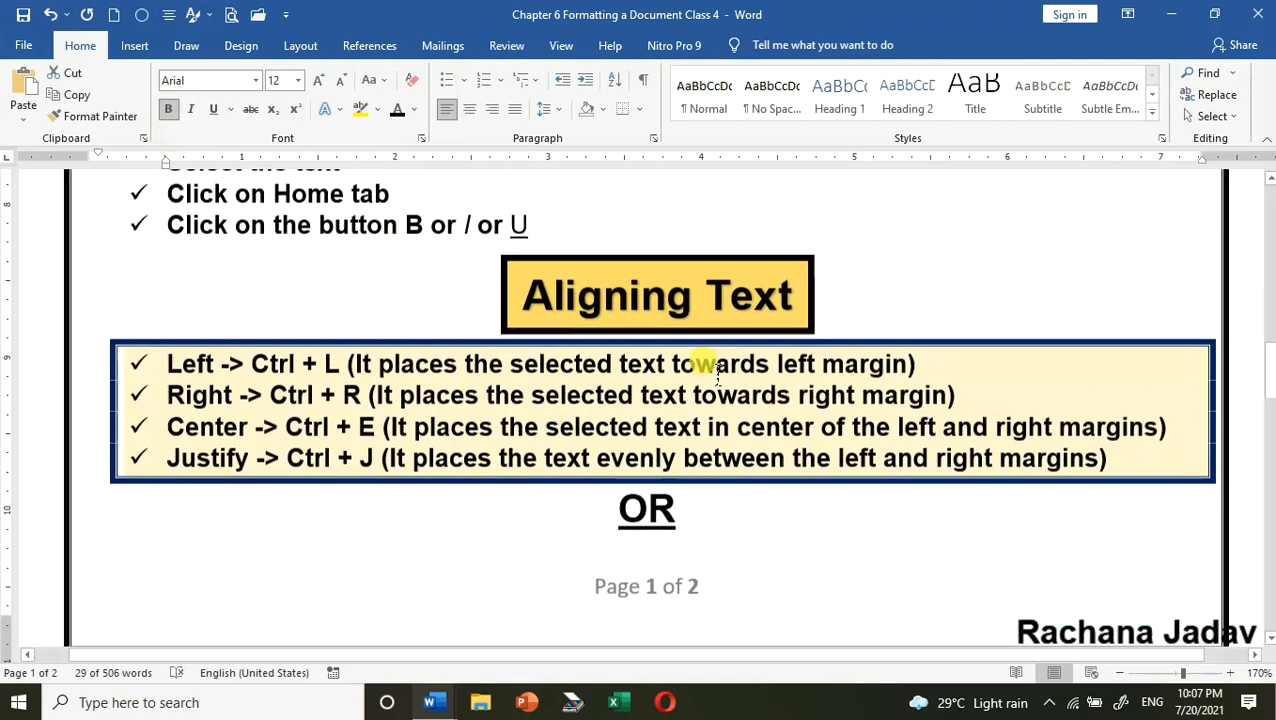 Chapter 6 Formatting a Document Class 4 - Word
Sign in
File Home Insert Draw Design Layout References Mailings Review View Help Nitro Pro 9 Tell me what you want to do Share
Paste
Cut
Copy
Format Painter
Clipboard
Arial 12
Font
Paragraph
AaBbCcDc AaBbCcDc AaBbCcDc AaBbCcD AaB AaBbCcD AaBbCcD
¶ Normal ¶ No Spac... Heading 1 Heading 2 Title Subtitle Subtle Em...
Styles
Find
Replace
Select
Editing
Click on Home tab
Click on the button B or I or U
Aligning Text
Left -> Ctrl + L (It places the selected text towards left margin)
Right -> Ctrl + R (It places the selected text towards right margin)
Center -> Ctrl + E (It places the selected text in center of the left and right margins)
Justify -> Ctrl + J (It places the text evenly between the left and right margins)
OR
Page 1 of 2
Rachana Jadav
Page 1 of 2 29 of 506 words English (United States) 170%
Type here to search
29°C Light rain
ENG
10:07 PM
7/20/2021